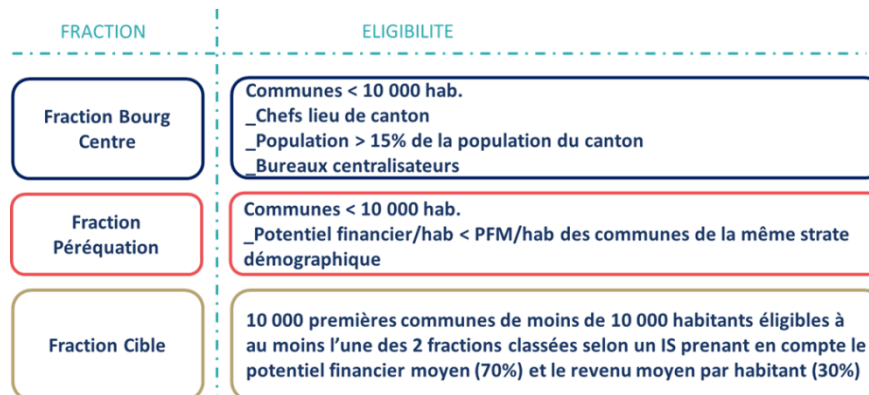 FRACTION
ELIGIBILITE
Fraction Bourg
Centre
Communes < 10 000 hab.
_Chefs lieu de canton
_Population > 15% de la population du canton
_Bureaux centralisateurs
Fraction
Péréquation
Communes < 10 000 hab.
_Potentiel financier/hab < PFM/hab des communes de la même strate
démographique
Fraction Cible
10 000 premières communes de moins de 10 000 habitants éligibles à
au moins l’une des 2 fractions classées selon un IS prenant en compte le
potentiel financier moyen (70%) et le revenu moyen par habitant (30%)